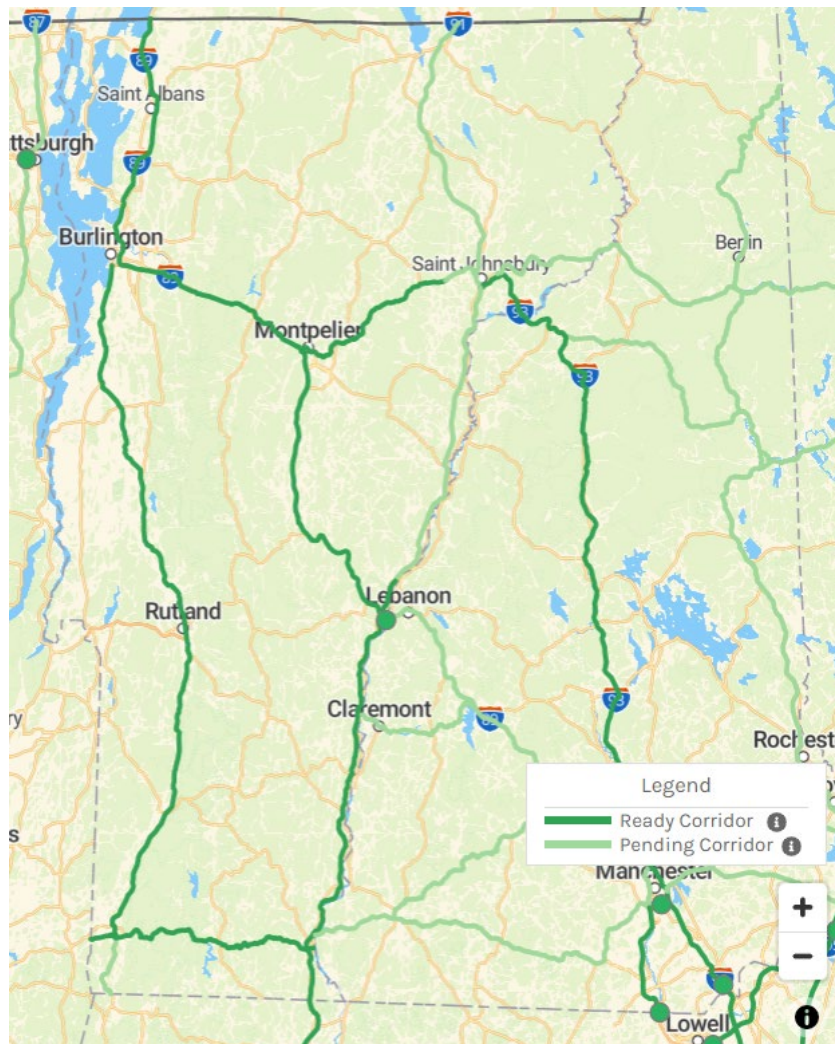 87
89
91
Saint Albans
ttsburgh
89
Burlington
Berlin
Saint Johnsbury
89
93
Montpelier
93
Lebanon
Rutland
93
Claremont
89
ry
Rochest
Legend
Ready Corridor i
Pending Corridor i
s
Manchester
+
−
Lowell
i